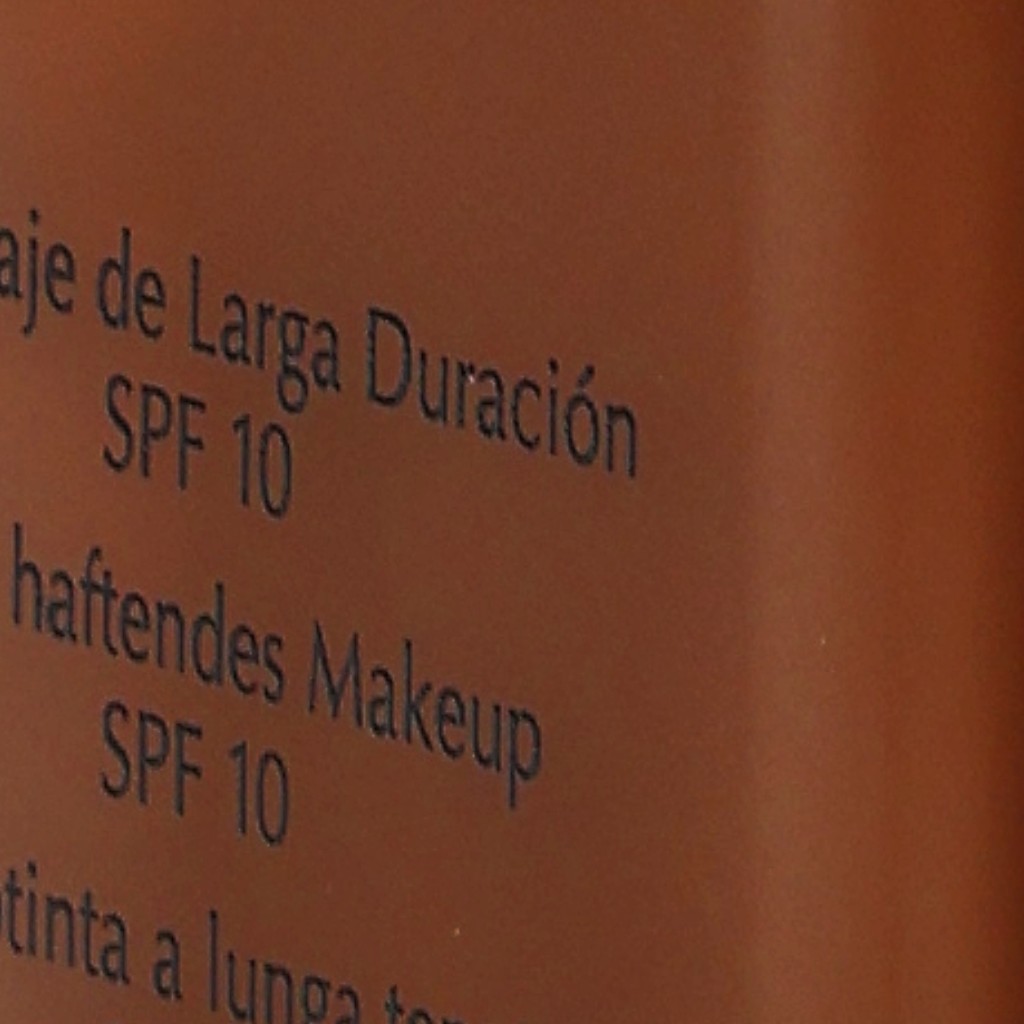 aje de Larga Duración
SPF 10
haftendes Makeup
SPF 10
tinta a lunga